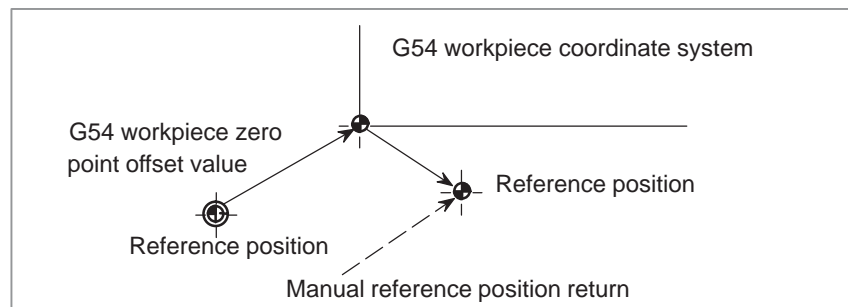 G54 workpiece coordinate system
G54 workpiece zero
point offset value
Reference position
Reference position
Manual reference position return